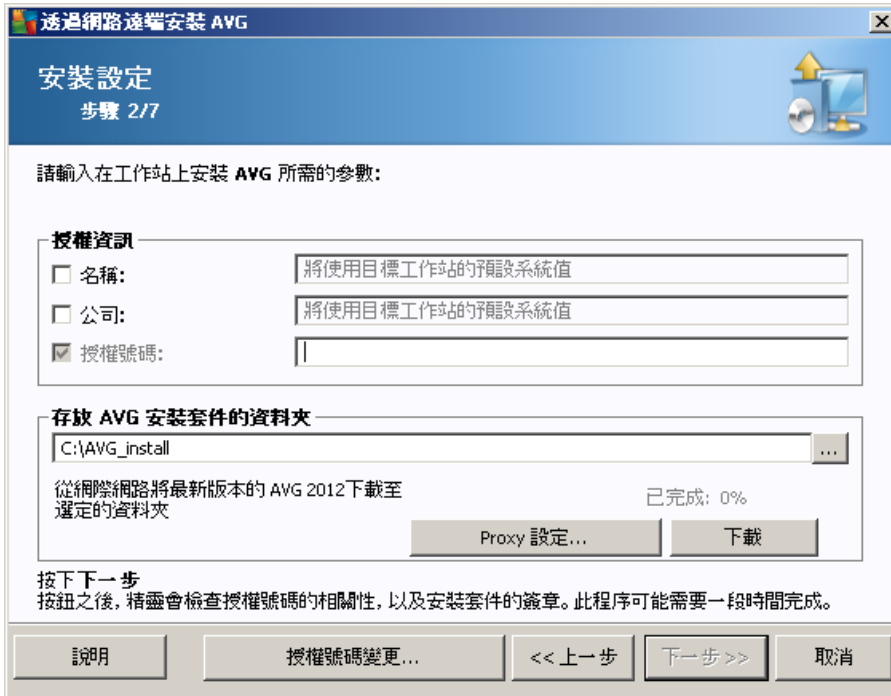 透過網路遠端安裝 AVG
安裝設定
步驟 2/7
請輸入在工作站上安裝 AVG 所需的參數:
授權資訊
名稱: 將使用目標工作站的預設系統值
公司: 將使用目標工作站的預設系統值
授權號碼:
存放 AVG 安裝套件的資料夾
C:\AVG_install ...
從網際網路將最新版本的 AVG 2012下載至
選定的資料夾
已完成: 0%
Proxy 設定... 下載
按下下一步
按鈕之後, 精靈會檢查授權號碼的相關性, 以及安裝套件的簽章。此程序可能需要一段時間完成。
說明 授權號碼變更... << 上一步 下一步 >> 取消